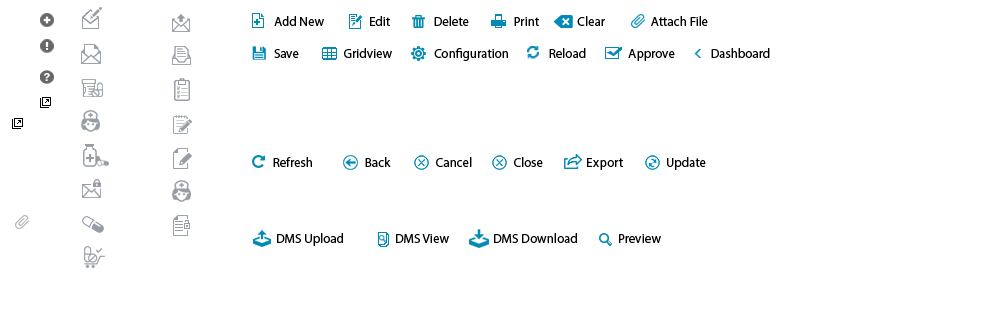 Add New Edit Delete Print Clear Attach File
Save Gridview Configuration Reload Approve Dashboard
Refresh Back Cancel Close Export Update
DMS Upload DMS View DMS Download Preview